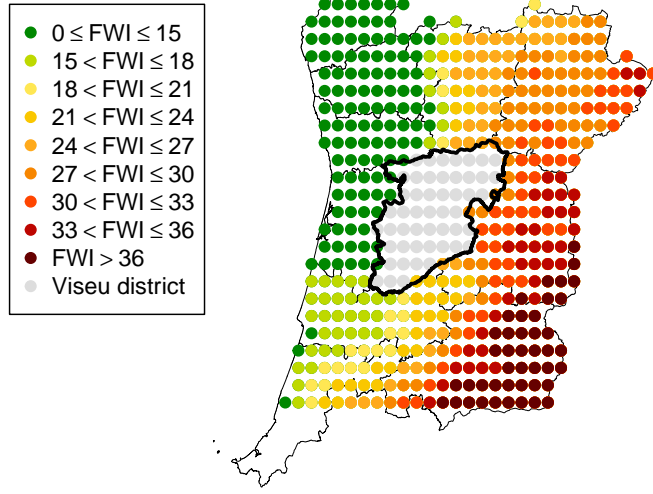 0 ≤ FWI ≤ 15
15 < FWI ≤ 18
18 < FWI ≤ 21
21 < FWI ≤ 24
24 < FWI ≤ 27
27 < FWI ≤ 30
30 < FWI ≤ 33
33 < FWI ≤ 36
FWI > 36
Viseu district